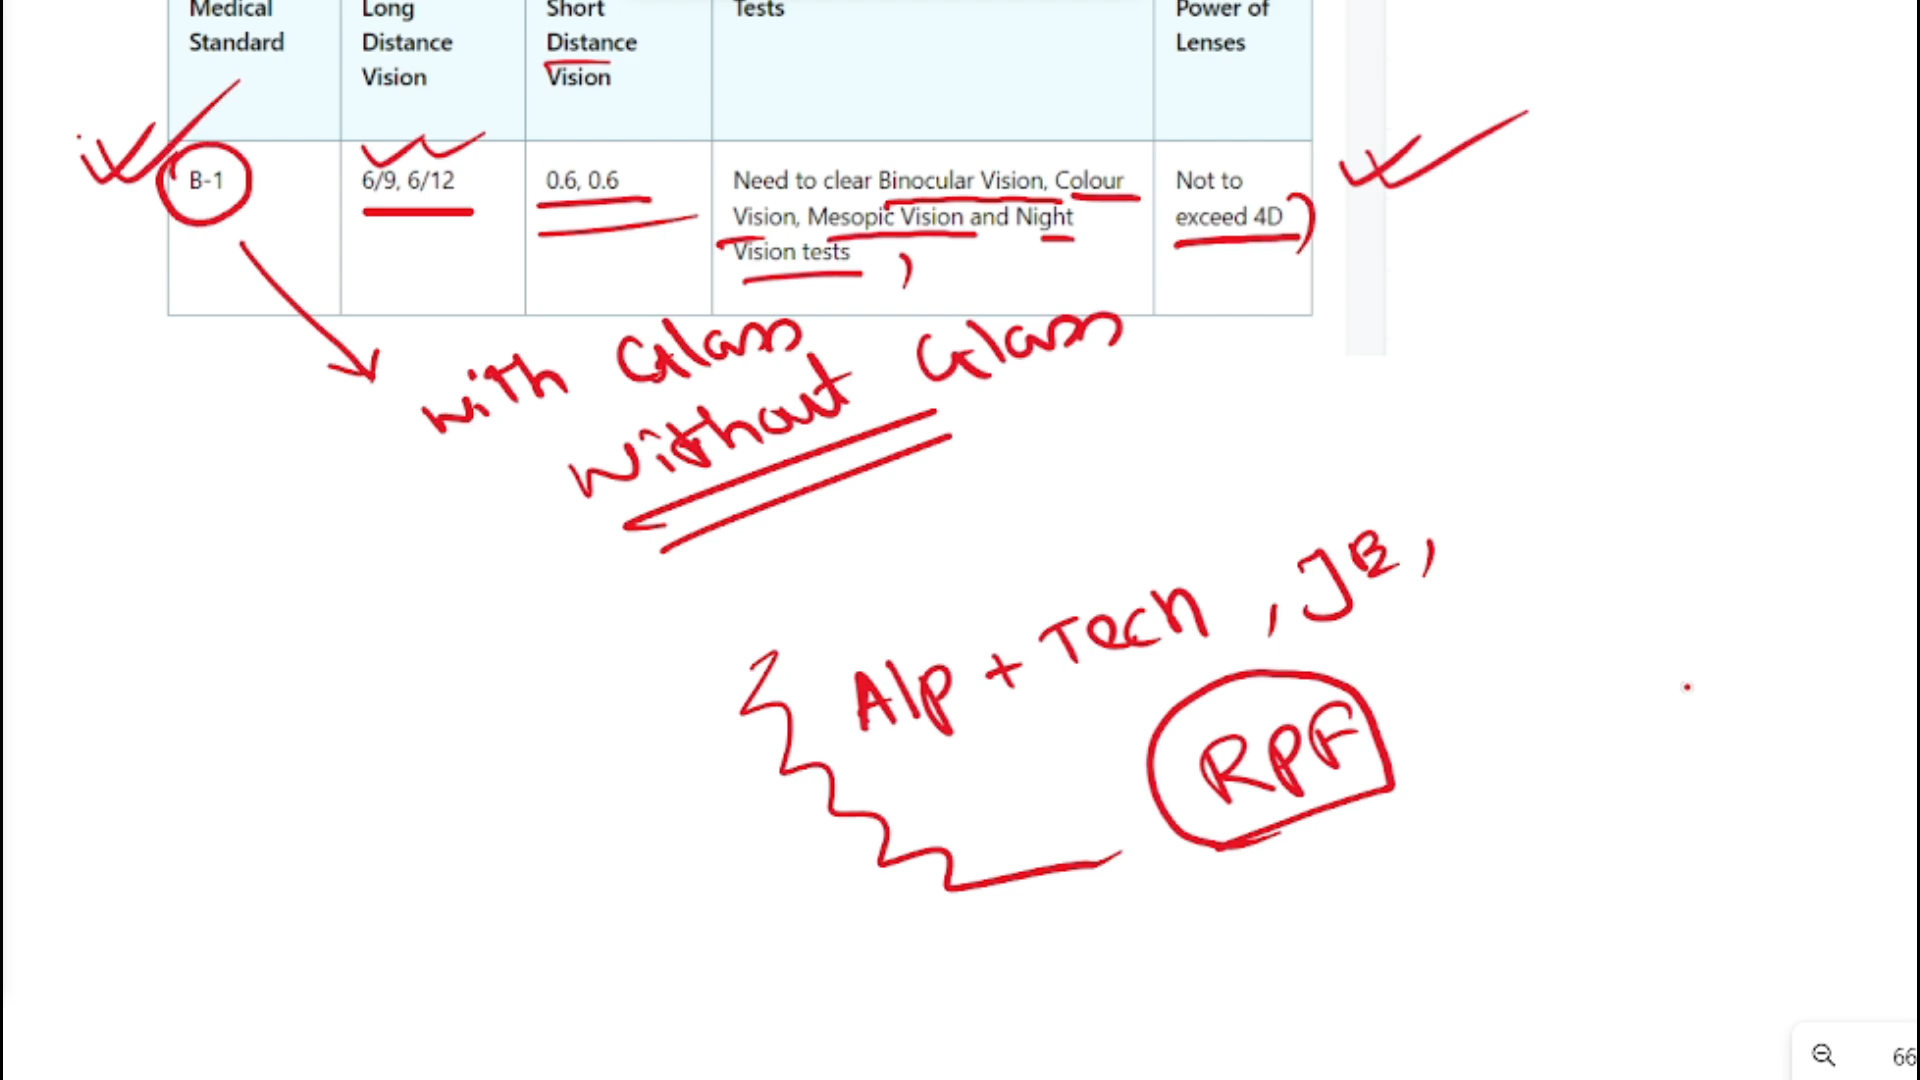 Medical
Standard
Long
Distance
Vision
Short
Distance
Vision
Tests
Power of
Lenses
B-1
6/9, 6/12
0.6, 0.6
Need to clear Binocular Vision, Colour
Vision, Mesopic Vision and Night
Vision tests
Not to
exceed 4D
with Glass
without Glass
Alp + Tech, JE,
RPF
66